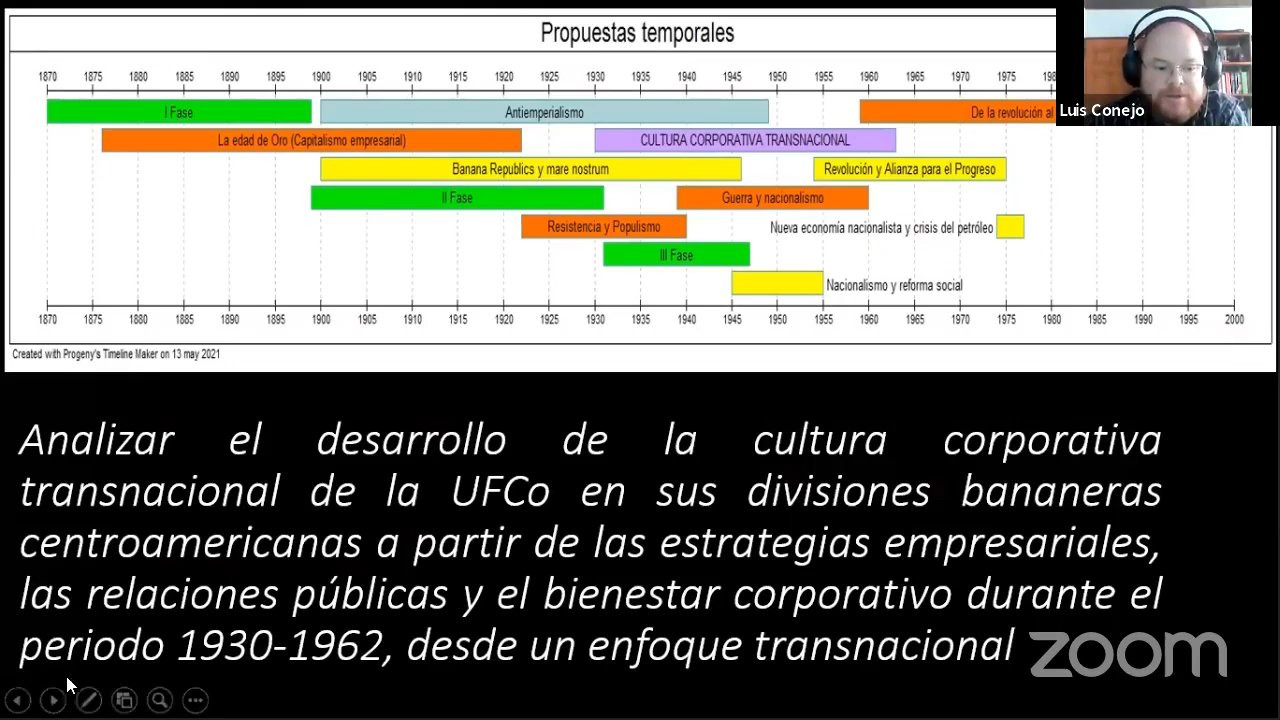 Propuestas temporales
1870 1875 1880 1885 1890 1895 1900 1905 1910 1915 1920 1925 1930 1935 1940 1945 1950 1955 1960 1965 1970 1975
I Fase
Antiemperialismo
De la revolución al
Luis Conejo
La edad de Oro (Capitalismo empresarial)
CULTURA CORPORATIVA TRANSNACIONAL
Banana Republics y mare nostrum
Revolución y Alianza para el Progreso
II Fase
Guerra y nacionalismo
Resistencia y Populismo
Nueva economía nacionalista y crisis del petróleo
III Fase
Nacionalismo y reforma social
1870 1875 1880 1885 1890 1895 1900 1905 1910 1915 1920 1925 1930 1935 1940 1945 1950 1955 1960 1965 1970 1975 1980 1985 1990 1995 2000
Created with Progeny's Timeline Maker on 13 may 2021
Analizar el desarrollo de la cultura corporativa
transnacional de la UFCo en sus divisiones bananeras
centroamericanas a partir de las estrategias empresariales,
las relaciones públicas y el bienestar corporativo durante el
periodo 1930-1962, desde un enfoque transnacional
zoom